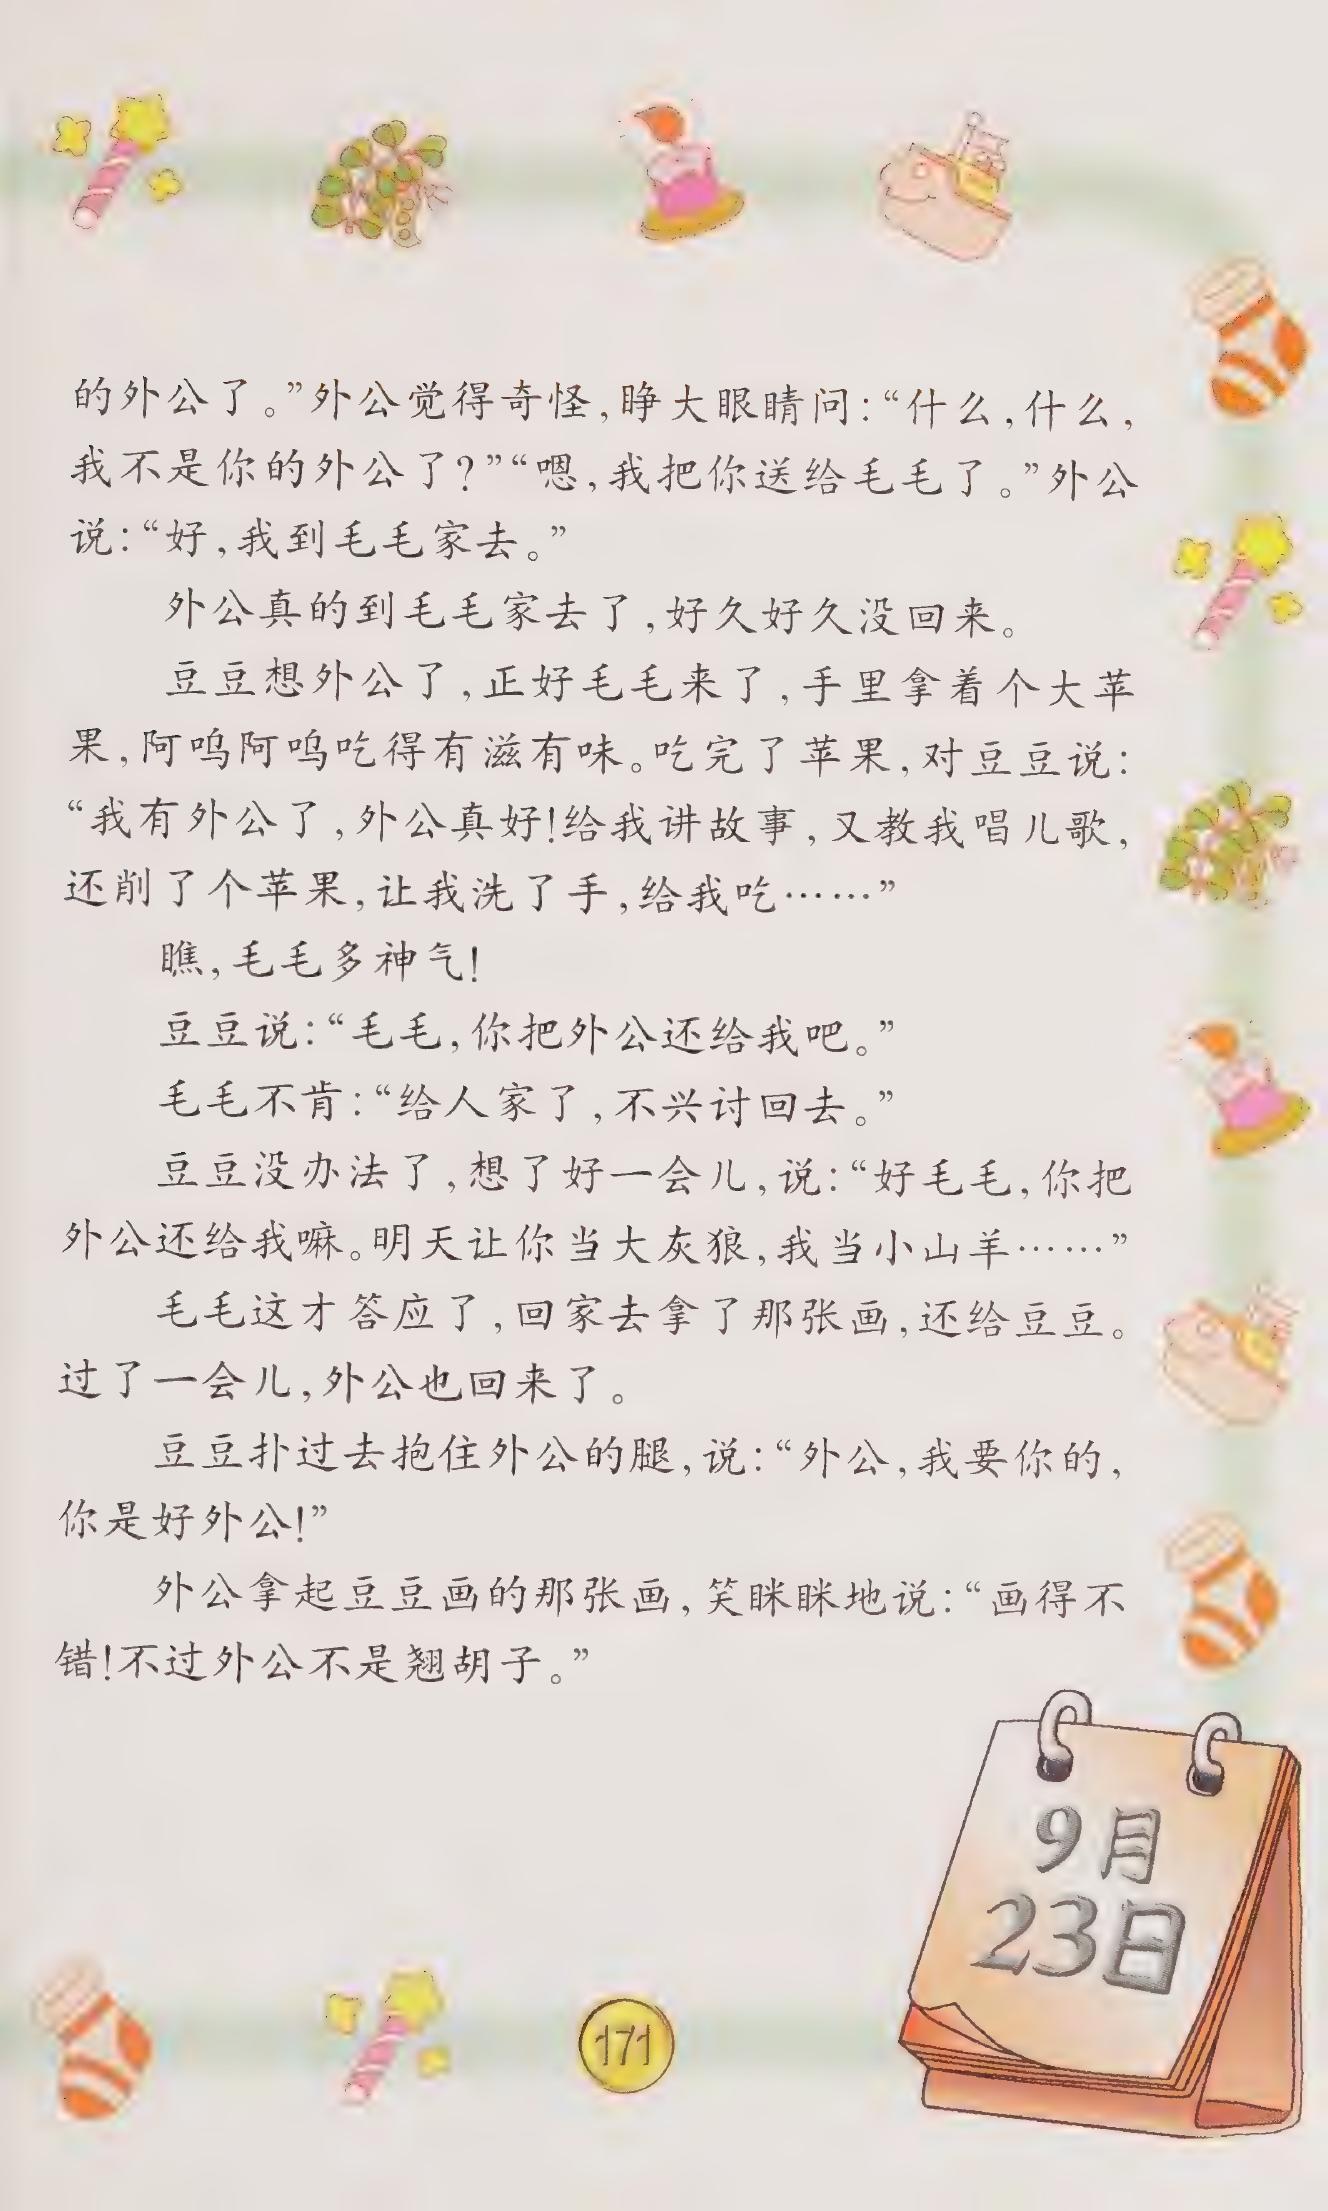 的外公了。”外公觉得奇怪,睁大眼睛问:“什么,什么,
我不是你的外公了?”“嗯,我把你送给毛毛了。”外公
说:“好,我到毛毛家去。”
外公真的到毛毛家去了,好久好久没回来。
豆豆想外公了,正好毛毛来了,手里拿着个大苹
果,阿呜阿呜吃得有滋有味。吃完了苹果,对豆豆说:
“我有外公了,外公真好!给我讲故事,又教我唱儿歌,
还削了个苹果,让我洗了手,给我吃……”
瞧,毛毛多神气!
豆豆说:“毛毛,你把外公还给我吧。”
毛毛不肯:“给人家了,不兴讨回去。”
豆豆没办法了,想了好一会儿,说:“好毛毛,你把
外公还给我嘛。明天让你当大灰狼,我当小山羊……”
毛毛这才答应了,回家去拿了那张画,还给豆豆。
过了一会儿,外公也回来了。
豆豆扑过去抱住外公的腿,说:“外公,我要你的,
你是好外公!”
外公拿起豆豆画的那张画,笑眯眯地说:“画得不
错!不过外公不是翘胡子。”
9月
23日
171